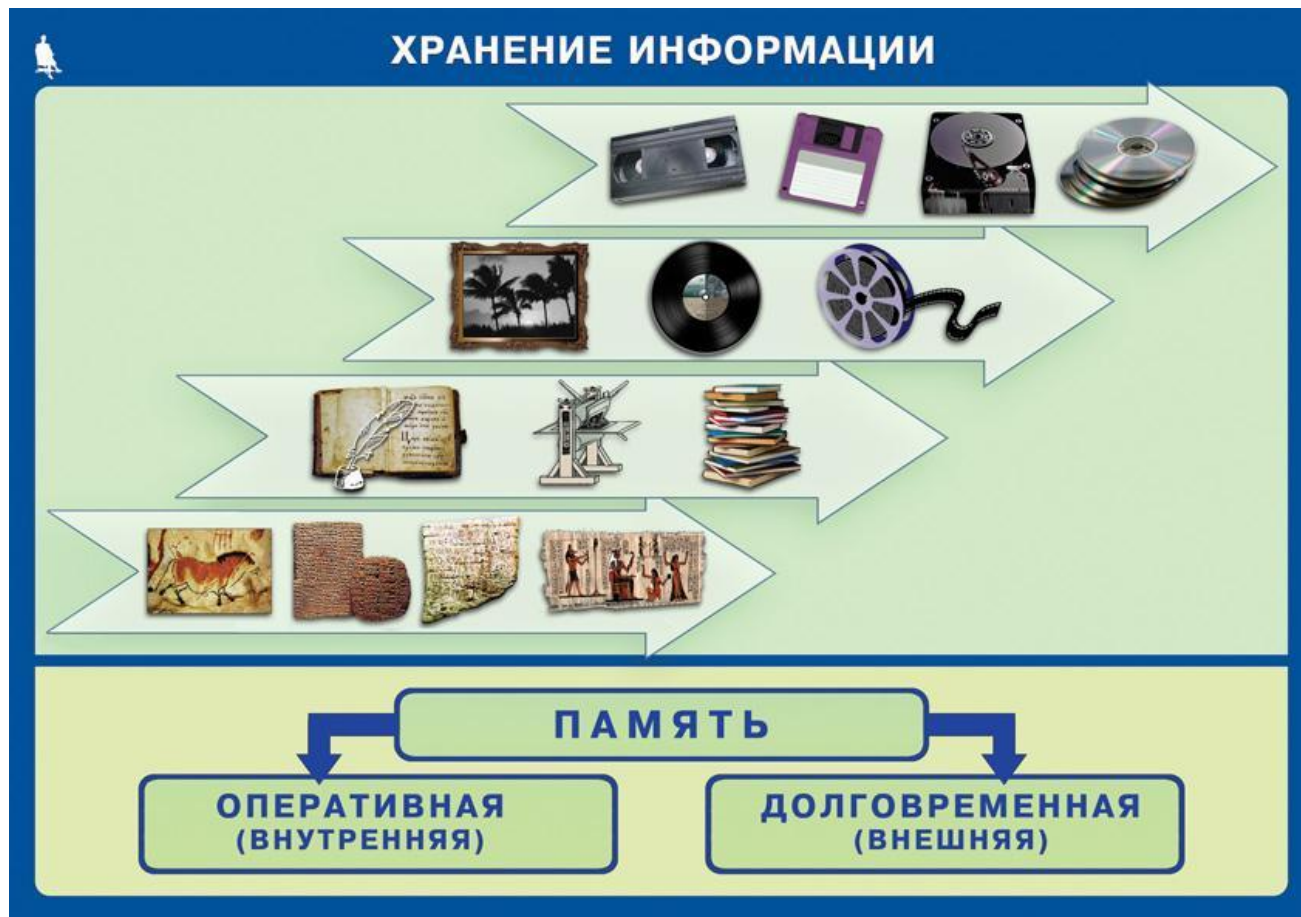 ХРАНЕНИЕ ИНФОРМАЦИИ
ПАМЯТЬ
ОПЕРАТИВНАЯ
(ВНУТРЕННЯЯ)
ДОЛГОВРЕМЕННАЯ
(ВНЕШНЯЯ)